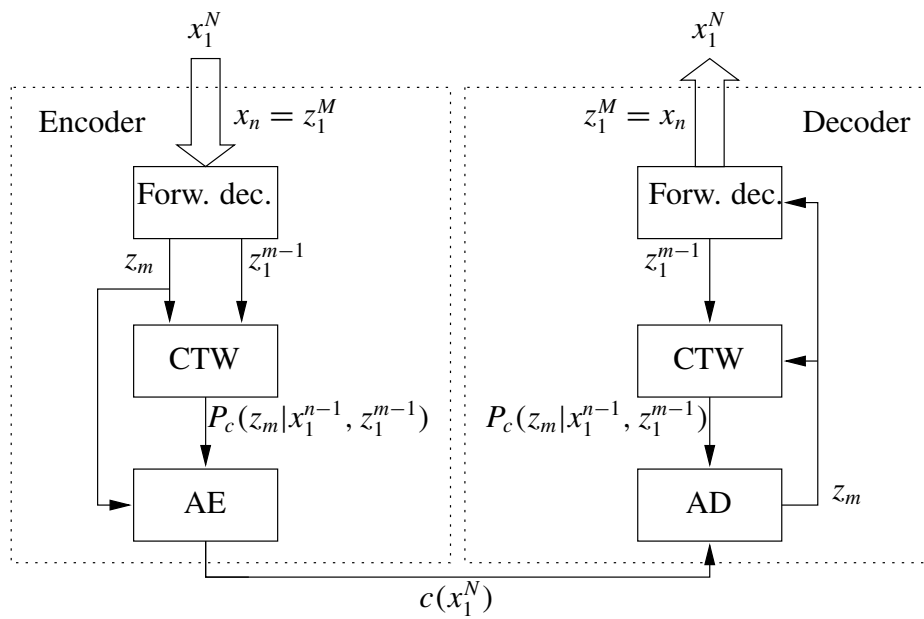 x_1^N
x_1^N
Encoder
x_n = z_1^M
z_1^M = x_n
Decoder
Forw. dec.
Forw. dec.
z_m
z_1^{m-1}
z_1^{m-1}
CTW
CTW
P_c(z_m|x_1^{n-1}, z_1^{m-1})
P_c(z_m|x_1^{n-1}, z_1^{m-1})
AE
AD
z_m
c(x_1^N)